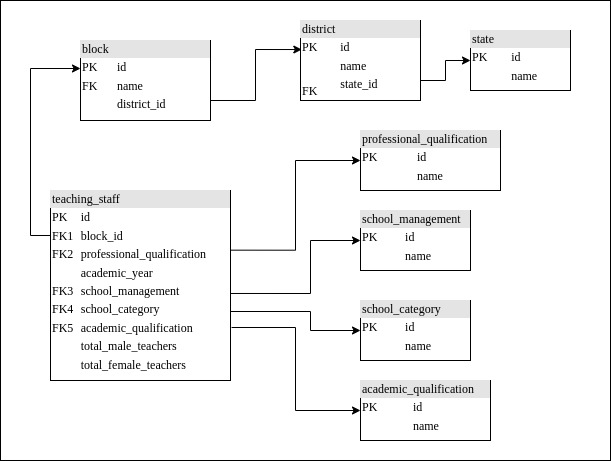 block
PK id
FK name
district_id
district
PK id
name
state_id
FK
state
PK id
name
professional_qualification
PK id
name
teaching_staff
PK id
FK1 block_id
FK2 professional_qualification
academic_year
FK3 school_management
FK4 school_category
FK5 academic_qualification
total_male_teachers
total_female_teachers
school_management
PK id
name
school_category
PK id
name
academic_qualification
PK id
name